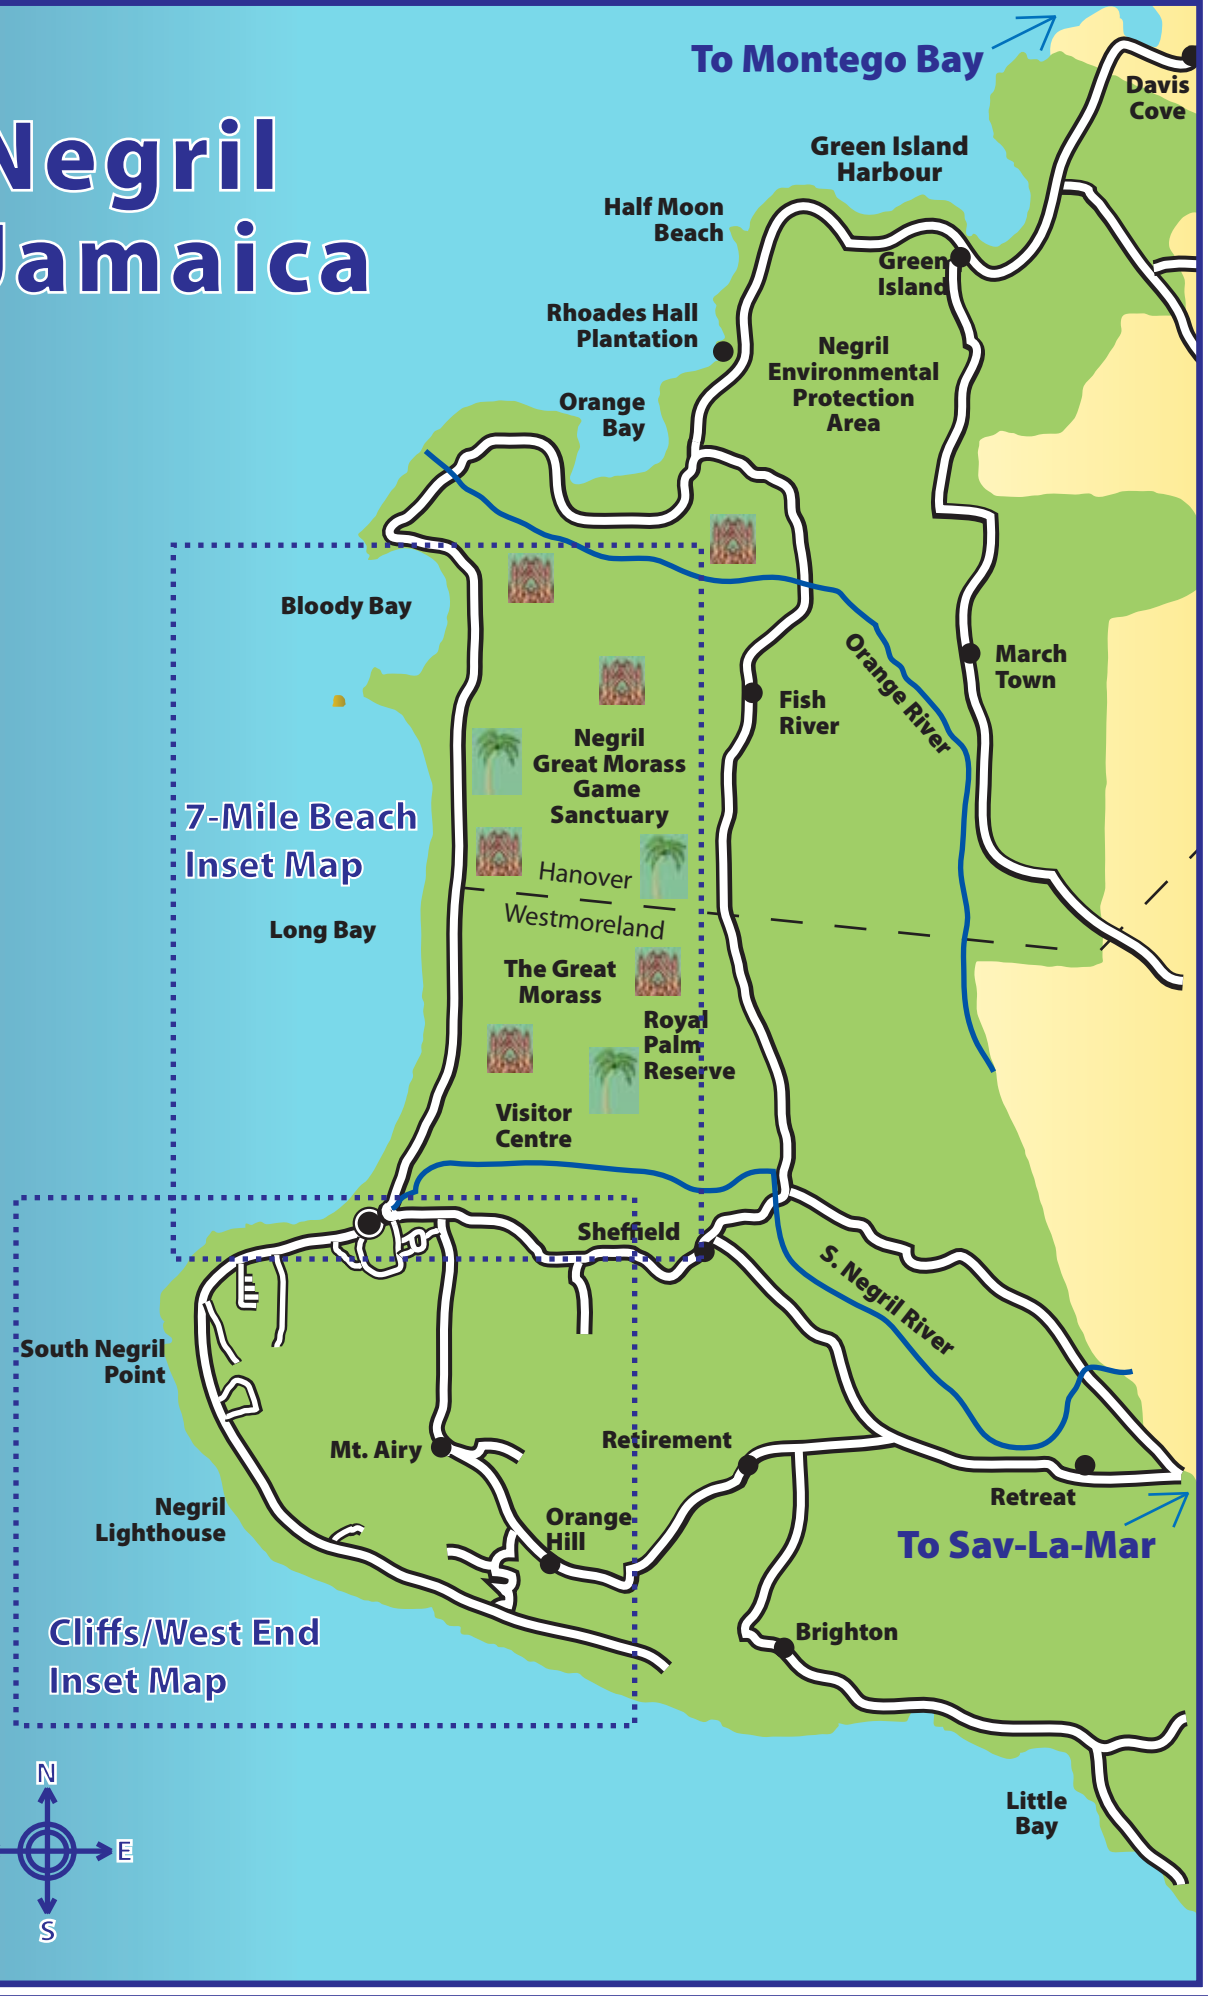 To Montego Bay
Davis
Cove
Negril
Jamaica
Green Island
Harbour
Half Moon
Beach
Green
Island
Rhoades Hall
Plantation
Negril
Environmental
Protection
Area
Orange
Bay
Bloody Bay
Orange River
March
Town
Fish
River
Negril
Great Morass
Game
Sanctuary
7-Mile Beach
Inset Map
Hanover
Westmoreland
Long Bay
The Great
Morass
Royal
Palm
Reserve
Visitor
Centre
Sheffield
S. Negril River
South Negril
Point
Mt. Airy
Retirement
Retreat
Negril
Lighthouse
Orange
Hill
To Sav-La-Mar
Cliffs/West End
Inset Map
Brighton
Little
Bay
N
E
S